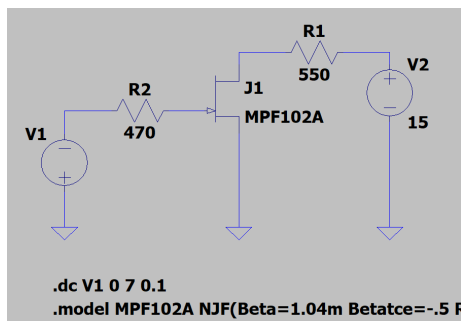 R1
550
V2
15
J1
MPF102A
R2
470
V1
.dc V1 0 7 0.1
.model MPF102A NJF(Beta=1.04m Betatce=-.5